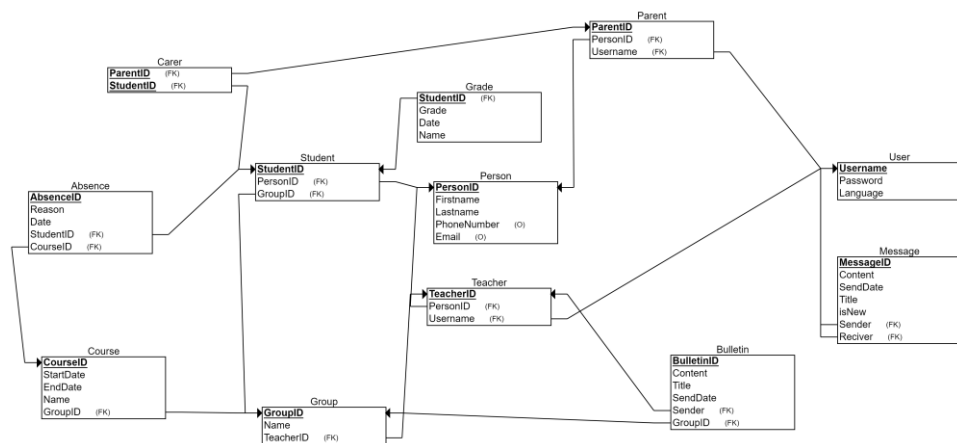 Parent
ParentID
PersonID (FK)
Username (FK)
Carer
ParentID (FK)
StudentID (FK)
Grade
StudentID (FK)
Grade
Date
Name
Student
StudentID
PersonID (FK)
GroupID (FK)
Person
PersonID
Firstname
Lastname
PhoneNumber (O)
Email (O)
User
Username
Password
Language
Absence
AbsenceID
Reason
Date
StudentID (FK)
CourseID (FK)
Message
MessageID
Content
SendDate
Title
isNew
Sender (FK)
Reciver (FK)
Teacher
TeacherID
PersonID (FK)
Username (FK)
Course
CourseID
StartDate
EndDate
Name
GroupID (FK)
Bulletin
BulletinID
Content
Title
SendDate
Sender (FK)
GroupID (FK)
Group
GroupID
Name
TeacherID (FK)